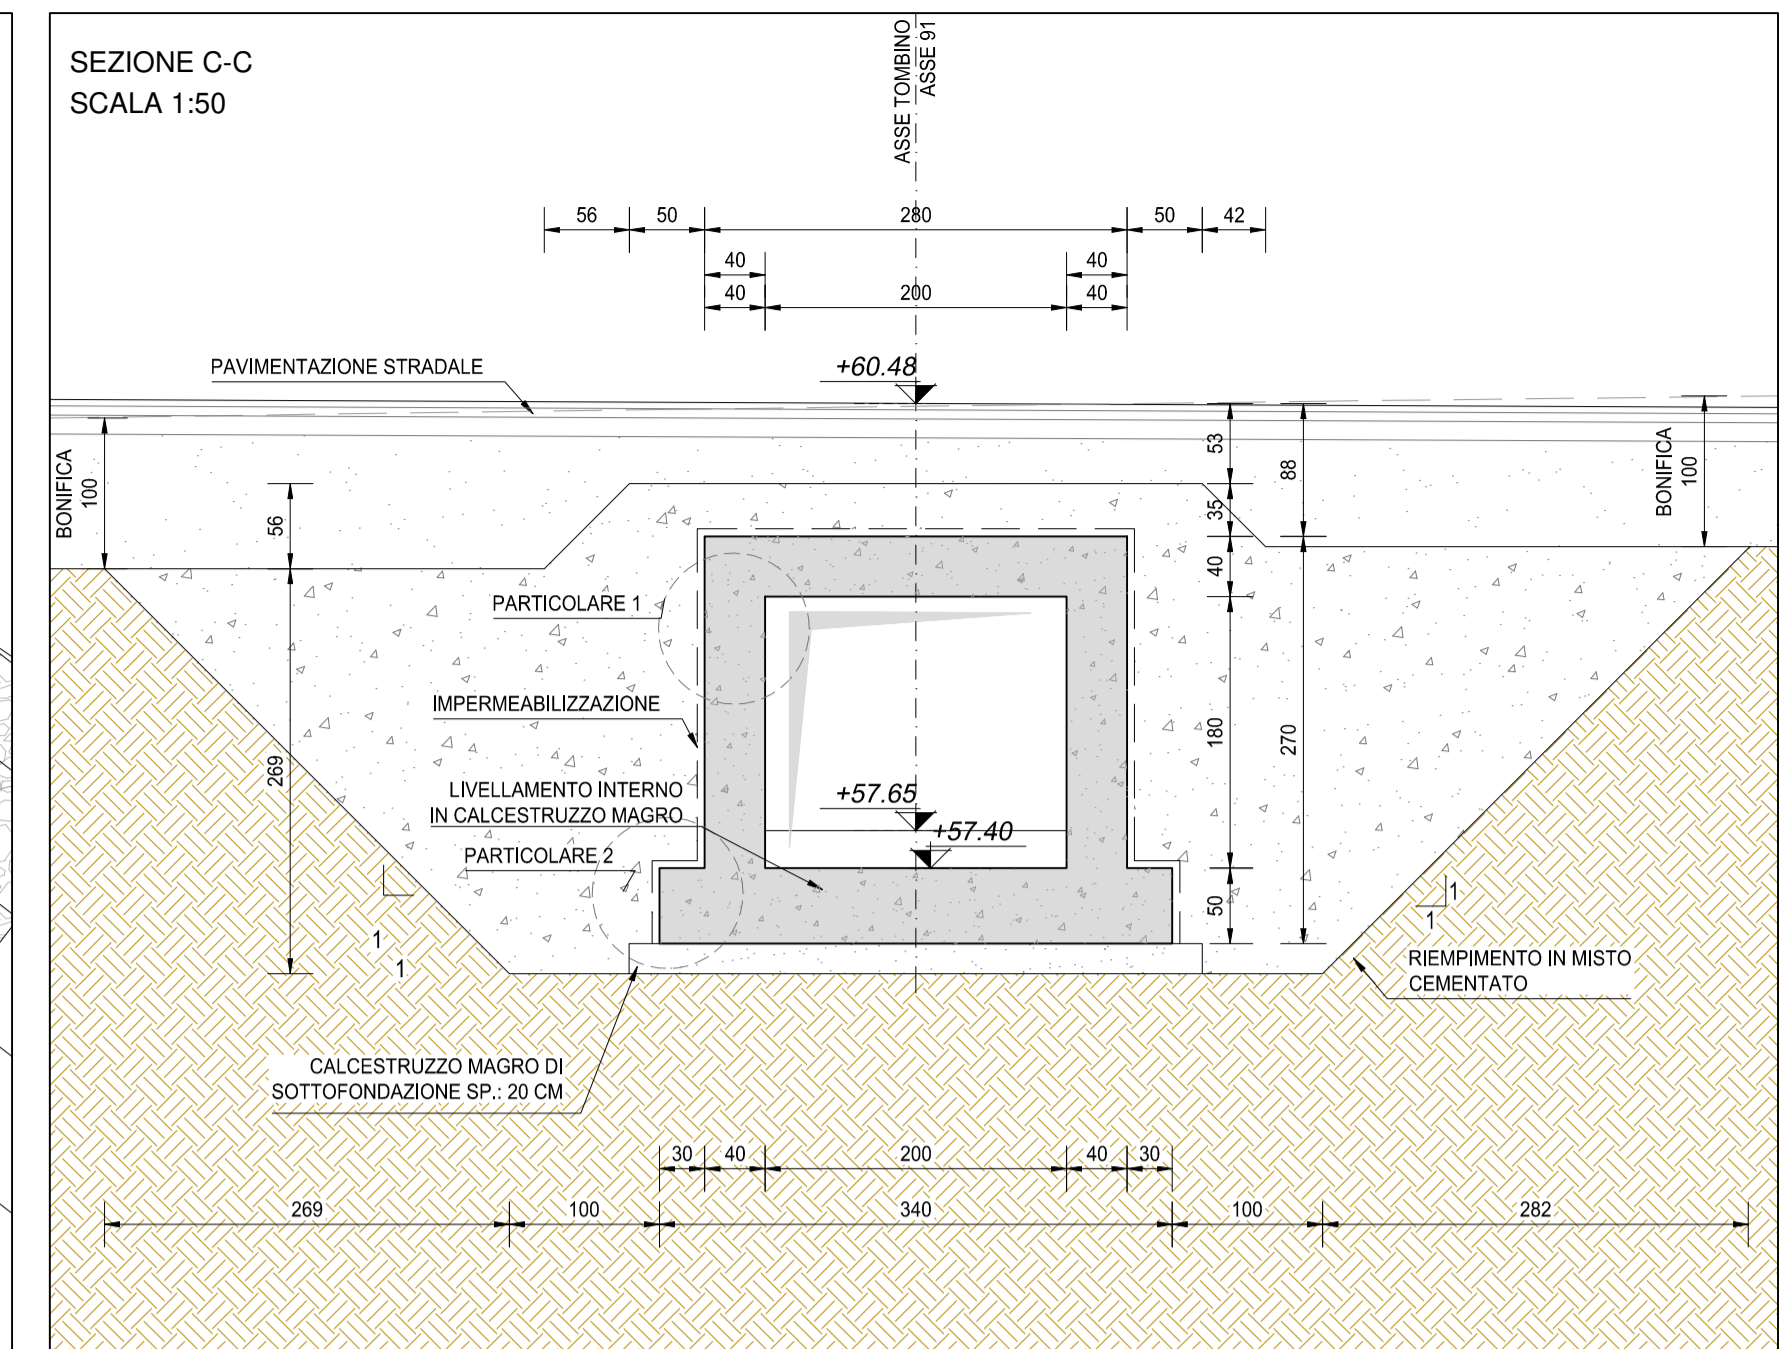 SEZIONE C-C
SCALA 1:50
ASSE TOMBINO
ASSE 91
56 50 280 50 42
40 40
40 200 40
PAVIMENTAZIONE STRADALE
+60.48
BONIFICA
100
56
53
88
35
40
BONIFICA
100
PARTICOLARE 1
IMPERMEABILIZZAZIONE
269
180
270
LIVELLAMENTO INTERNO
IN CALCESTRUZZO MAGRO
+57.65
+57.40
PARTICOLARE 2
50
1
1
1
1
RIEMPIMENTO IN MISTO
CEMENTATO
CALCESTRUZZO MAGRO DI
SOTTOFONDAZIONE SP.: 20 CM
30 40 200 40 30
269 100 340 100 282